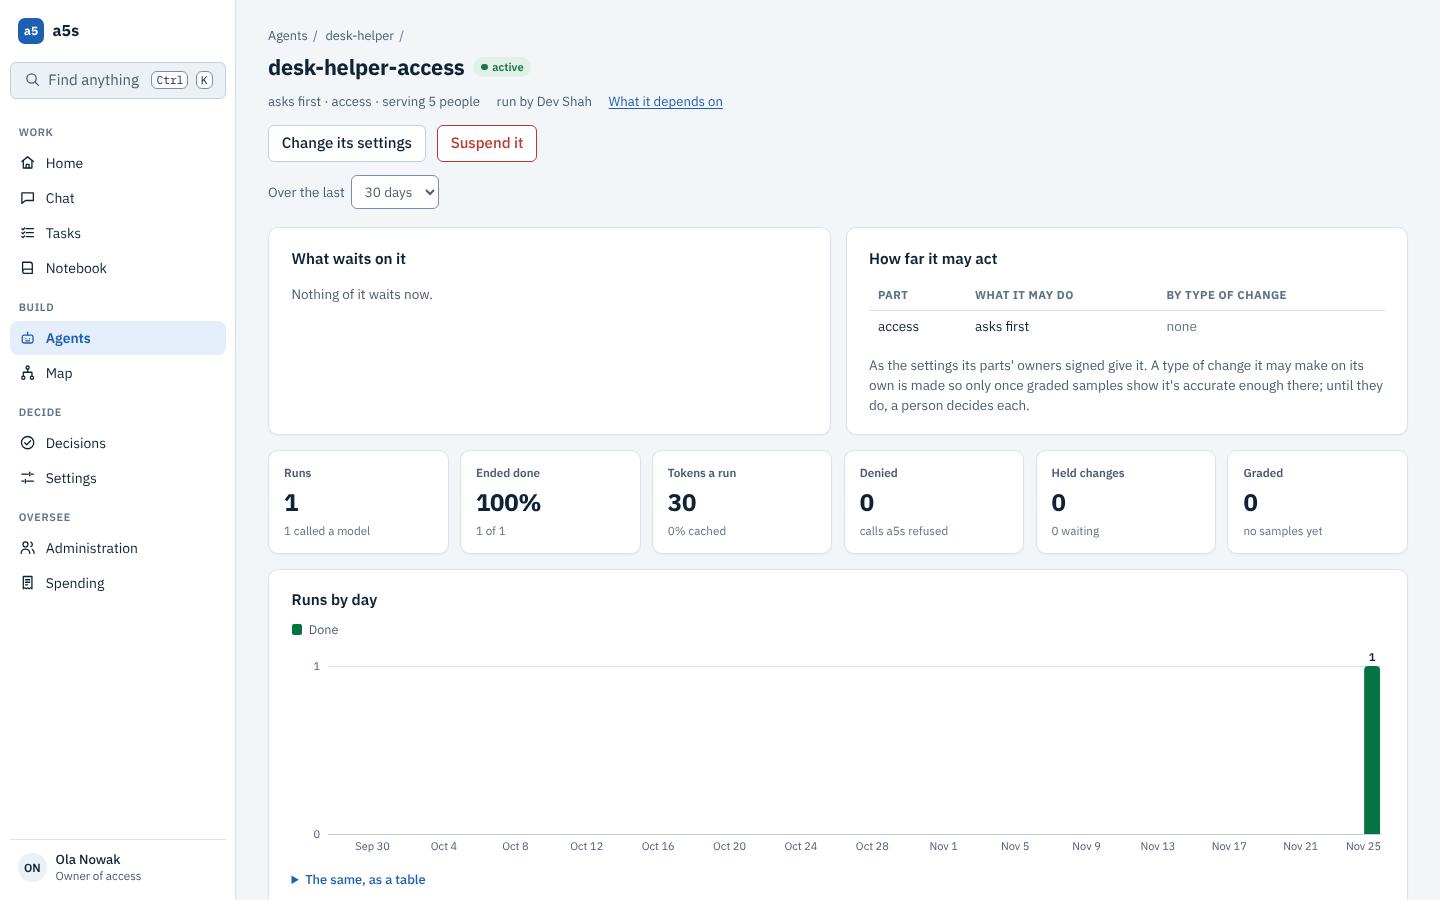 a5 a5s
Find anything Ctrl K
WORK
Home
Chat
Tasks
Notebook
BUILD
Agents
Map
DECIDE
Decisions
Settings
OVERSEE
Administration
Spending
ON Ola Nowak
Owner of access
Agents / desk-helper /
desk-helper-access active
asks first · access · serving 5 people run by Dev Shah What it depends on
Change its settings Suspend it
Over the last 30 days
What waits on it
Nothing of it waits now.
How far it may act
PART WHAT IT MAY DO BY TYPE OF CHANGE
access asks first none
As the settings its parts' owners signed give it. A type of change it may make on its
own is made so only once graded samples show it's accurate enough there; until they
do, a person decides each.
Runs
1
1 called a model
Ended done
100%
1 of 1
Tokens a run
30
0% cached
Denied
0
calls a5s refused
Held changes
0
0 waiting
Graded
0
no samples yet
Runs by day
Done
1
1
0
Sep 30 Oct 4 Oct 8 Oct 12 Oct 16 Oct 20 Oct 24 Oct 28 Nov 1 Nov 5 Nov 9 Nov 13 Nov 17 Nov 21 Nov 25
The same, as a table